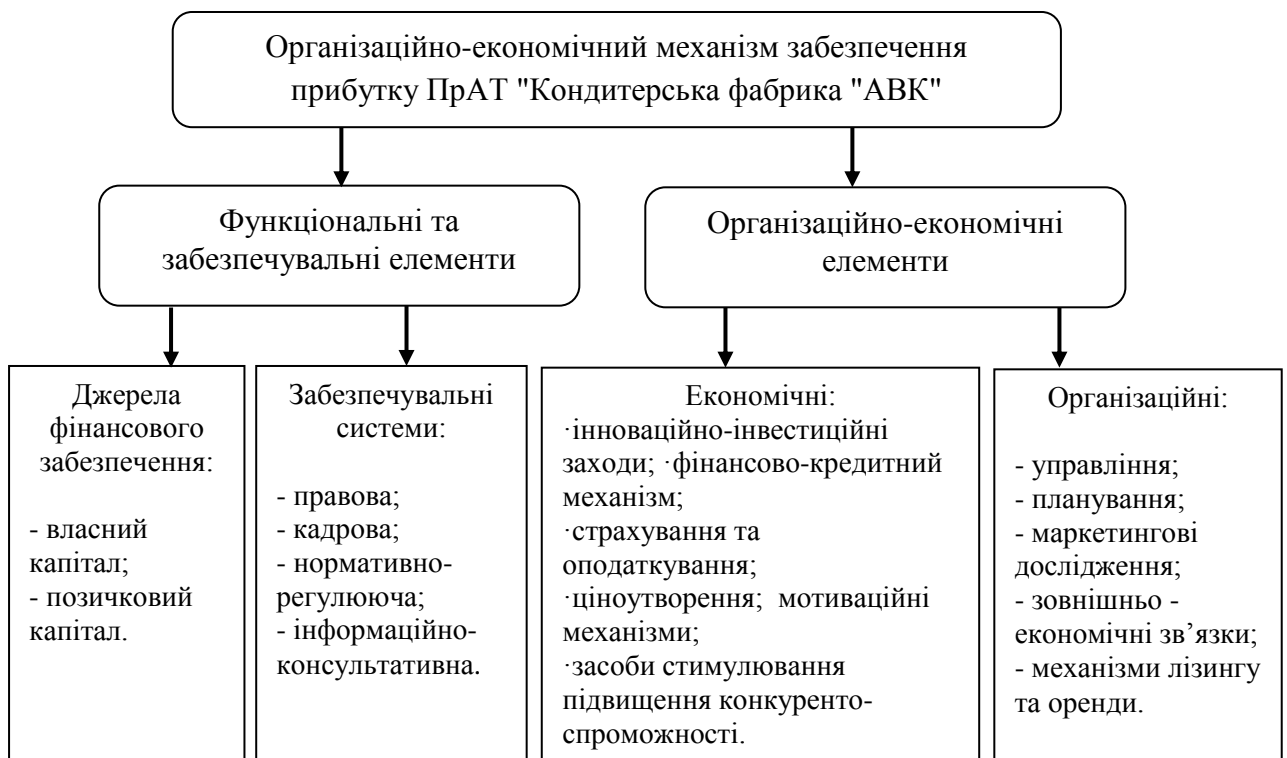 Організаційно-економічний механізм забезпечення
прибутку ПрАТ "Кондитерська фабрика "АВК"
Функціональні та
забезпечувальні елементи
Організаційно-економічні
елементи
Джерела
фінансового
забезпечення:
- власний
капітал;
- позичковий
капітал.
Забезпечувальні
системи:
- правова;
- кадрова;
- нормативно-
регулююча;
- інформаційно-
консультативна.
Економічні:
·інноваційно-інвестиційні
заходи; ·фінансово-кредитний
механізм;
·страхування та
оподаткування;
·ціноутворення; мотиваційні
механізми;
·засоби стимулювання
підвищення конкуренто-
спроможності.
Організаційні:
- управління;
- планування;
- маркетингові
дослідження;
- зовнішньо -
економічні зв’язки;
- механізми лізингу
та оренди.